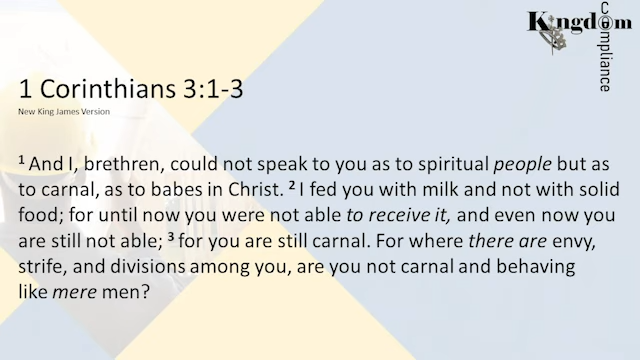 Kingdom
Compliance
1 Corinthians 3:1-3
New King James Version
1 And I, brethren, could not speak to you as to spiritual people but as
to carnal, as to babes in Christ. 2 I fed you with milk and not with solid
food; for until now you were not able to receive it, and even now you
are still not able; 3 for you are still carnal. For where there are envy,
strife, and divisions among you, are you not carnal and behaving
like mere men?